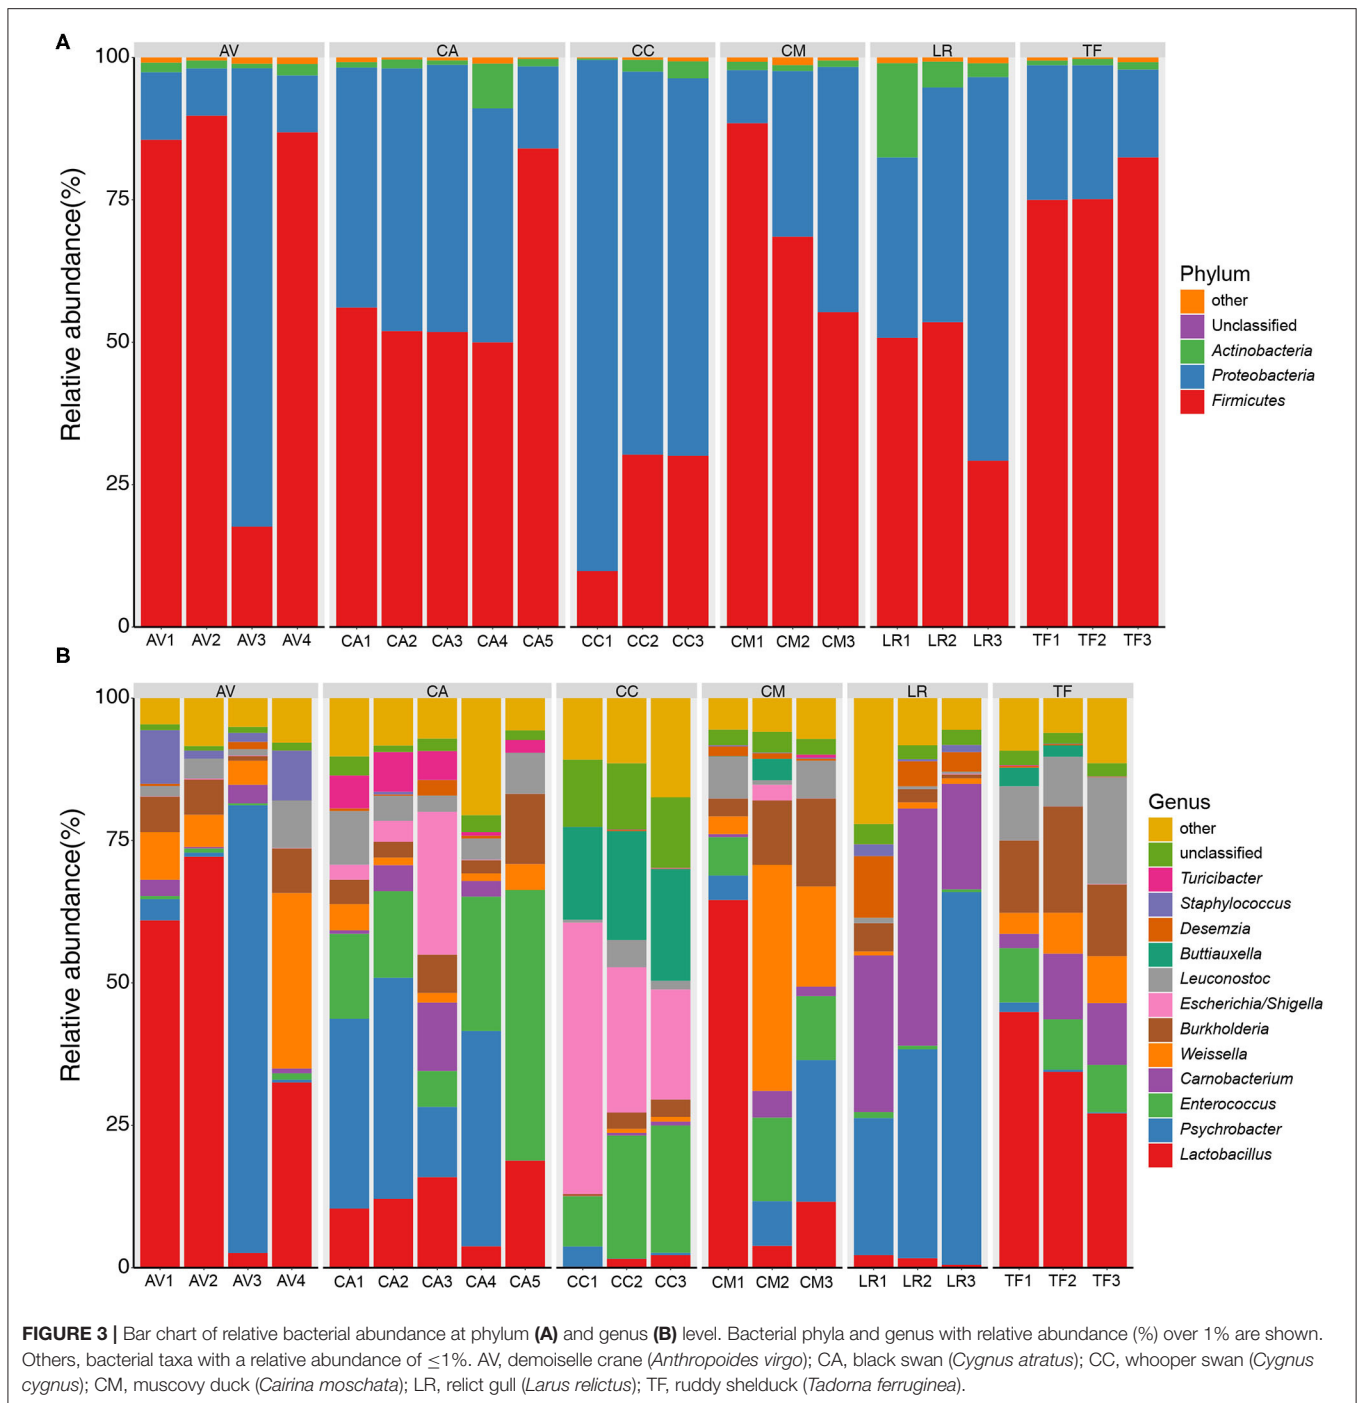 A
AV CA CC CM LR TF
100
75
50
25
0
Relative abundance(%)
AV1 AV2 AV3 AV4 CA1 CA2 CA3 CA4 CA5 CC1 CC2 CC3 CM1 CM2 CM3 LR1 LR2 LR3 TF1 TF2 TF3
Phylum
other
Unclassified
Actinobacteria
Proteobacteria
Firmicutes
B
AV CA CC CM LR TF
100
75
50
25
0
Relative abundance(%)
AV1 AV2 AV3 AV4 CA1 CA2 CA3 CA4 CA5 CC1 CC2 CC3 CM1 CM2 CM3 LR1 LR2 LR3 TF1 TF2 TF3
Genus
other
unclassified
Turicibacter
Staphylococcus
Desemzia
Buttiauxella
Leuconostoc
Escherichia/Shigella
Burkholderia
Weissella
Carnobacterium
Enterococcus
Psychrobacter
Lactobacillus
FIGURE 3 | Bar chart of relative bacterial abundance at phylum (A) and genus (B) level. Bacterial phyla and genus with relative abundance (%) over 1% are shown.
Others, bacterial taxa with a relative abundance of ≤1%. AV, demoiselle crane (Anthropoides virgo); CA, black swan (Cygnus atratus); CC, whooper swan (Cygnus
cygnus); CM, muscovy duck (Cairina moschata); LR, relict gull (Larus relictus); TF, ruddy shelduck (Tadorna ferruginea).